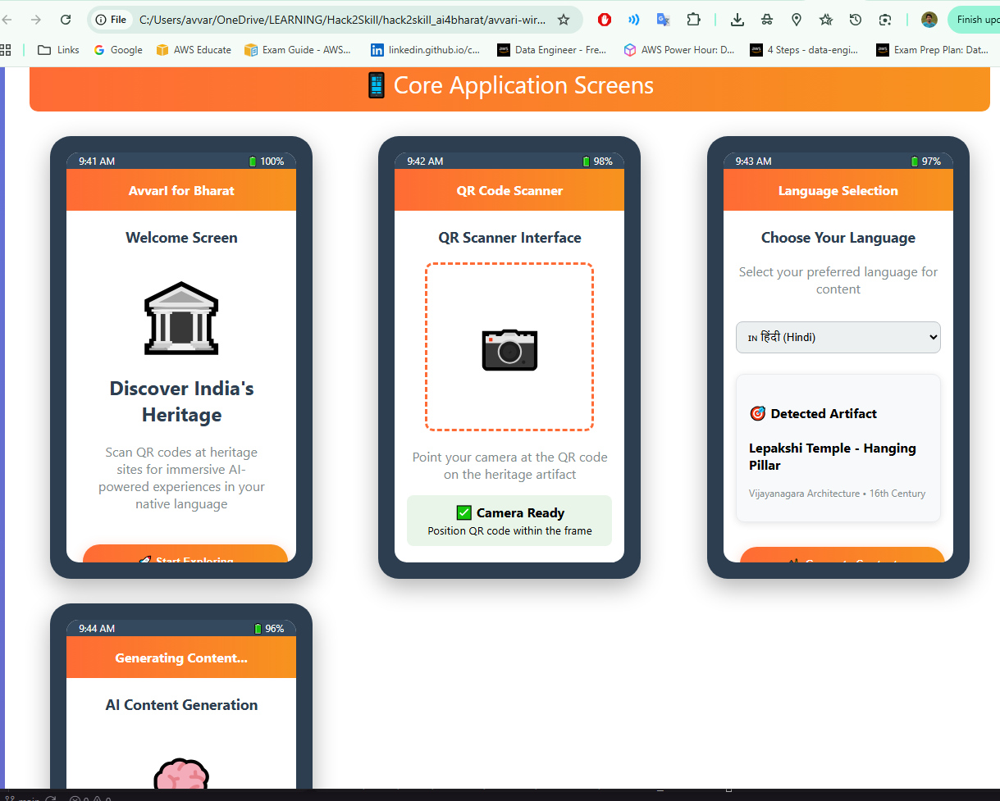 File
C:/Users/avvar/OneDrive/LEARNING/Hack2Skill/hack2skill_ai4bharat/avvari-wir...
Finish upd
Links
Google
AWS Educate
Exam Guide - AWS...
linkedin.github.io/c...
Data Engineer - Fre...
AWS Power Hour: D...
4 Steps - data-engi...
Exam Prep Plan: Dat...
Core Application Screens
9:41 AM
100%
AvvarI for Bharat
Welcome Screen
Discover India's
Heritage
Scan QR codes at heritage
sites for immersive AI-
powered experiences in your
native language
Start Exploring
9:42 AM
98%
QR Code Scanner
QR Scanner Interface
Point your camera at the QR code
on the heritage artifact
Camera Ready
Position QR code within the frame
9:43 AM
97%
Language Selection
Choose Your Language
Select your preferred language for
content
IN हिंदी (Hindi)
Detected Artifact
Lepakshi Temple - Hanging
Pillar
Vijayanagara Architecture • 16th Century
9:44 AM
96%
Generating Content...
AI Content Generation